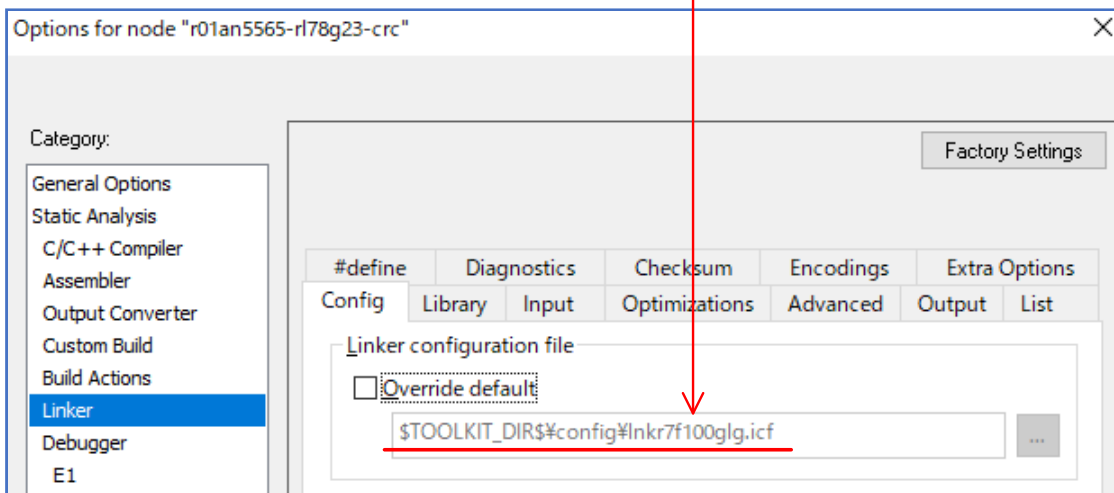 Options for node "r01an5565-rl78g23-crc"
Category:
Factory Settings
General Options
Static Analysis
C/C++ Compiler
Assembler
Output Converter
Custom Build
Build Actions
Linker
Debugger
E1
#define Diagnostics Checksum Encodings Extra Options
Config Library Input Optimizations Advanced Output List
Linker configuration file
Override default
$TOOLKIT_DIR$¥config¥lnkr7f100glg.icf
...